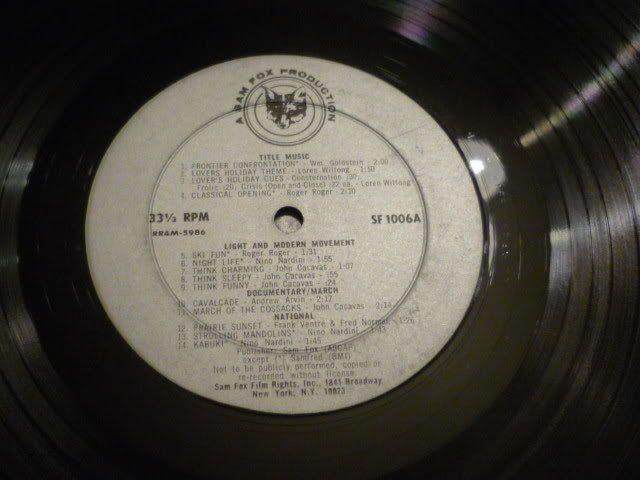 A SAM FOX PRODUCTION
TITLE MUSIC
1. FRONTIER CONFRONTATION* - Wm. Goldstein - 2:00
2. LOVERS HOLIDAY THEME - Loren Wilfong - 1:50
3. LOVER'S HOLIDAY CUES - Consternation :30,
Frolic :20, Crisis (Open and Close) :22 ea. - Loren Wilfong
4. CLASSICAL OPENING* - Roger Roger - 2:30
33⅓ RPM
SF 1006A
RR4M-5986
LIGHT AND MODERN MOVEMENT
5. SKI FUN* - Roger Roger - 1:31
6. NIGHT LIFE* - Nino Nardini - 1:55
7. THINK CHARMING - John Cacavas - 1:07
8. THINK SLEEPY - John Cacavas - :55
9. THINK FUNNY - John Cacavas - :24
DOCUMENTARY/MARCH
10. CAVALCADE - Andrew Arvin - 2:17
11. MARCH OF THE COSSACKS - John Cacavas - 2:14
NATIONAL
12. PRAIRIE SUNSET - Frank Ventre & Fred Norman - 1:26
13. STROLLING MANDOLINS* - Nino Nardini - 1:43
14. KABUKI* - Nino Nardini - 1:45
Publisher: Sam Fox (ASCAP)
except (*) Samfred (BMI)
Not to be publicly performed, copied or
re-recorded without license.
Sam Fox Film Rights, Inc., 1841 Broadway
New York, N.Y. 10023